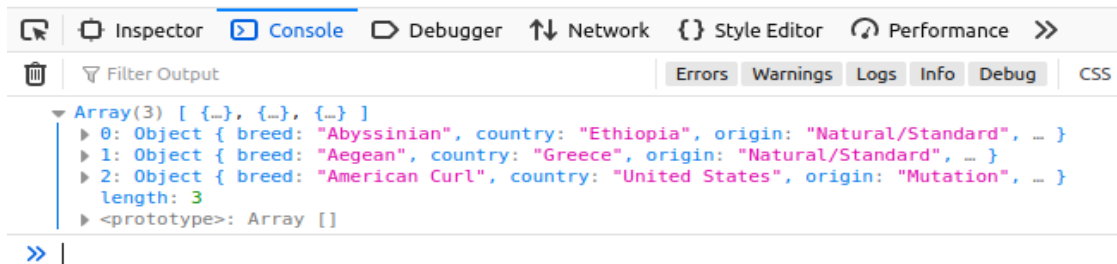 Inspector Console Debugger Network {} Style Editor Performance >>
Filter Output Errors Warnings Logs Info Debug CSS
Array(3) [ {…}, {…}, {…} ]
0: Object { breed: "Abyssinian", country: "Ethiopia", origin: "Natural/Standard", … }
1: Object { breed: "Aegean", country: "Greece", origin: "Natural/Standard", … }
2: Object { breed: "American Curl", country: "United States", origin: "Mutation", … }
length: 3
<prototype>: Array []
>>